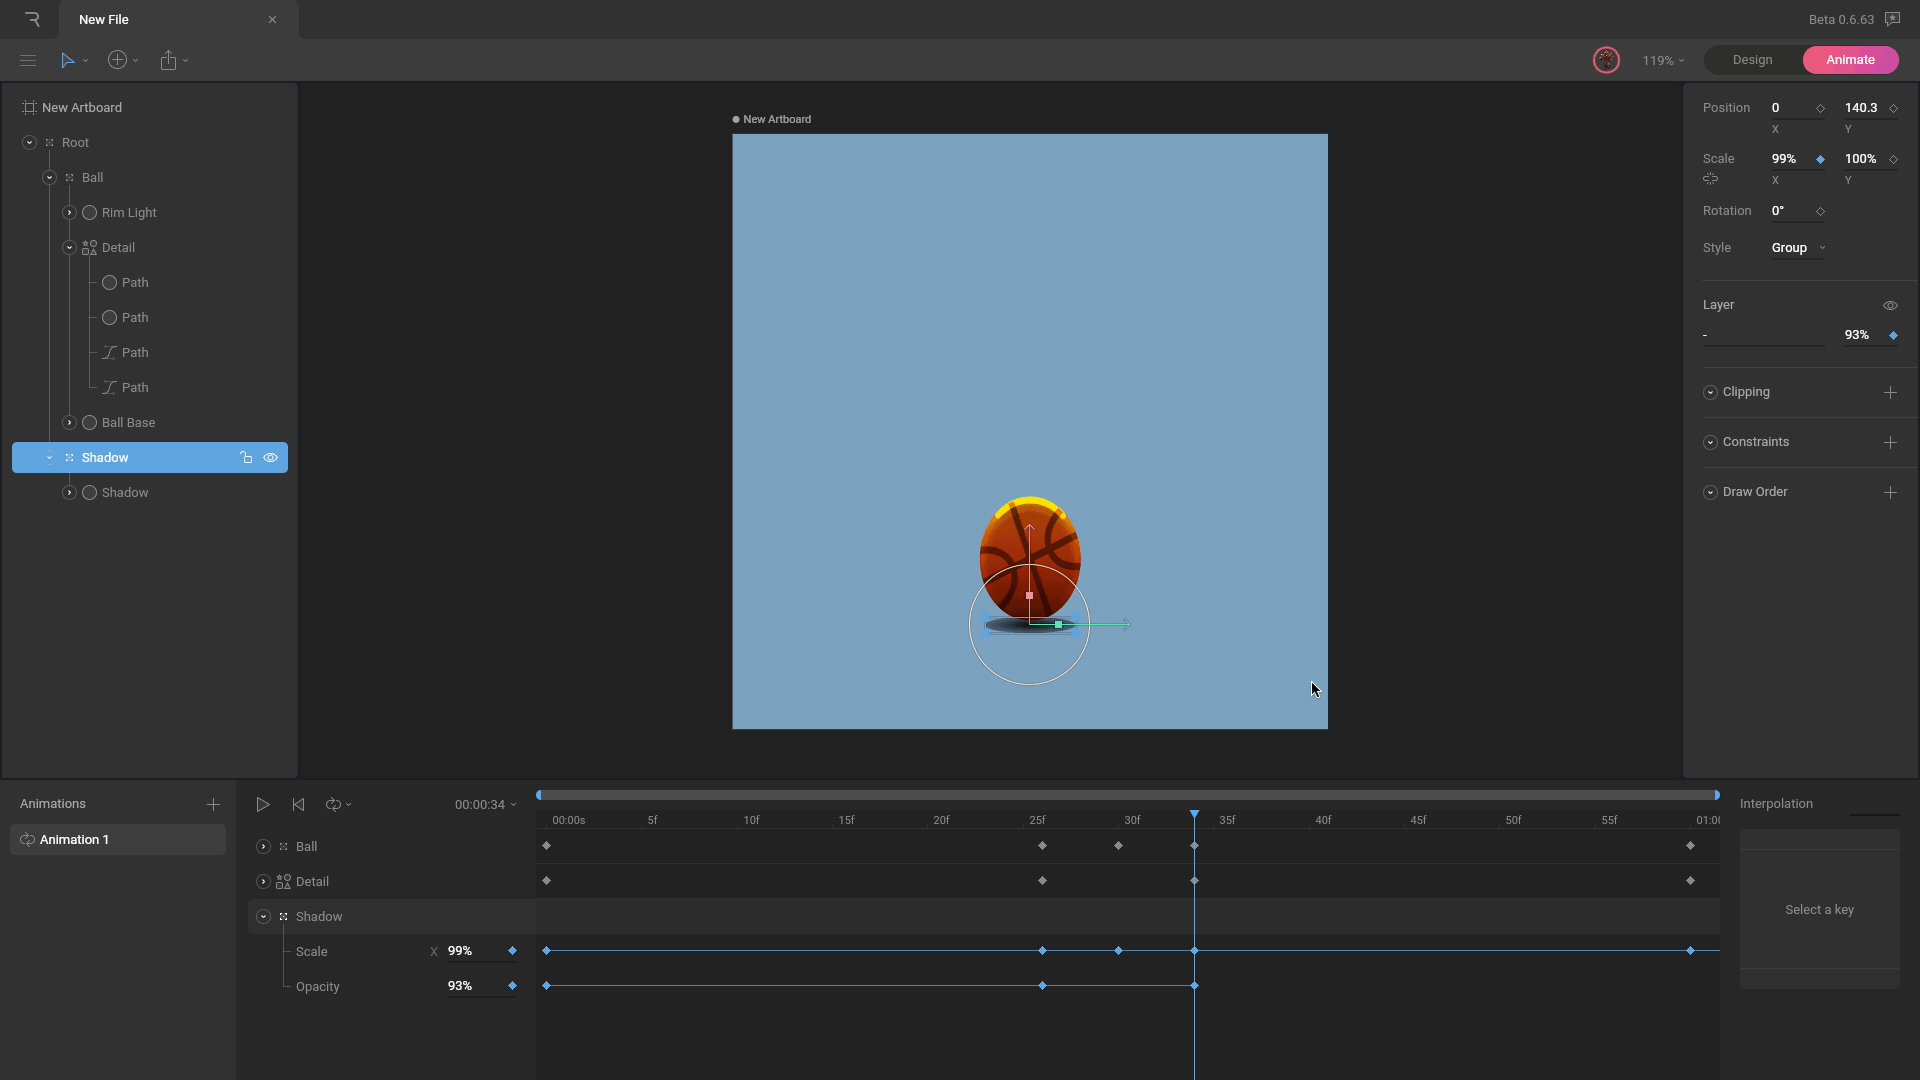 New File
Beta 0.6.63
119%
Design
Animate
New Artboard
Root
Ball
Rim Light
Detail
Path
Path
Path
Path
Ball Base
Shadow
Shadow
New Artboard
Position 0 140.3
X Y
Scale 99% 100%
X Y
Rotation 0°
Style Group
Layer
- 93%
Clipping
Constraints
Draw Order
Animations
Animation 1
00:00:34
00:00s 5f 10f 15f 20f 25f 30f 35f 40f 45f 50f 55f 01:00
Ball
Detail
Shadow
Scale X 99%
Opacity 93%
Interpolation
Select a key